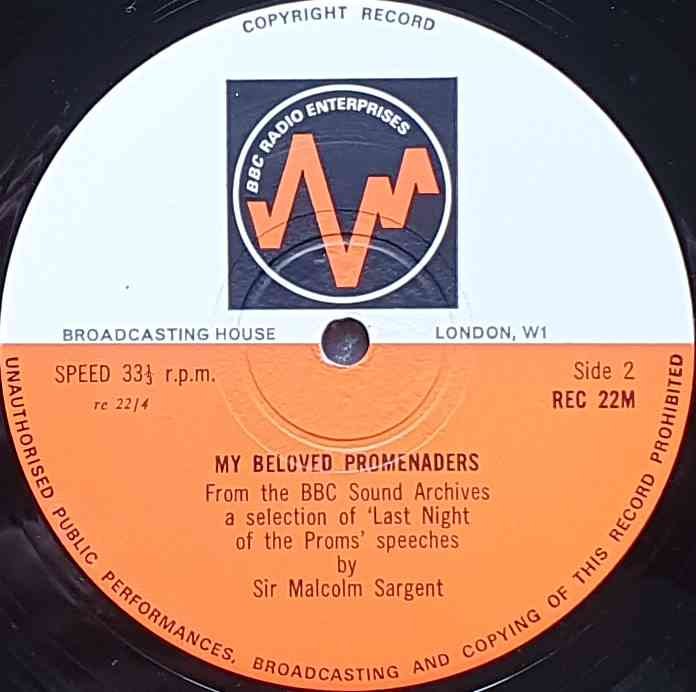 COPYRIGHT RECORD
BBC RADIO ENTERPRISES
BROADCASTING HOUSE
LONDON, W1
SPEED 33⅓ r.p.m.
Side 2
rc 22/4
REC 22M
MY BELOVED PROMENADERS
From the BBC Sound Archives
a selection of 'Last Night
of the Proms' speeches
by
Sir Malcolm Sargent
UNAUTHORISED PUBLIC PERFORMANCES, BROADCASTING AND COPYING OF THIS RECORD PROHIBITED